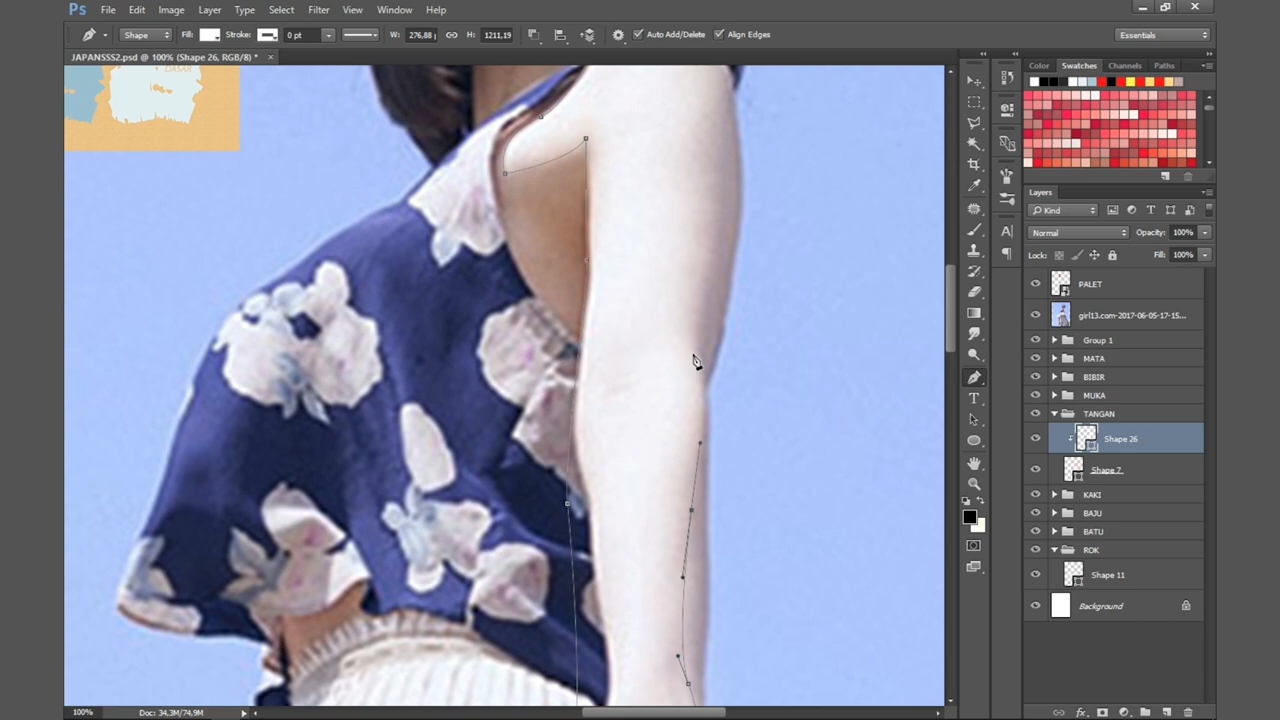 Ps File Edit Image Layer Type Select Filter View Window Help
Shape Fill: Stroke: 0 pt W: 276,88 H: 1211,19 Auto Add/Delete Align Edges Essentials
JAPANSSS2.psd @ 100% (Shape 26, RGB/8) * ×
DASAR
Color Swatches Channels Paths
Layers
Kind
Normal Opacity: 100%
Lock: Fill: 100%
PALET
girl13.com-2017-06-05-17-15...
Group 1
MATA
BIBIR
MUKA
TANGAN
Shape 26
Shape 7
KAKI
BAJU
BATU
ROK
Shape 11
Background
100% Doc: 34,3M/74,9M